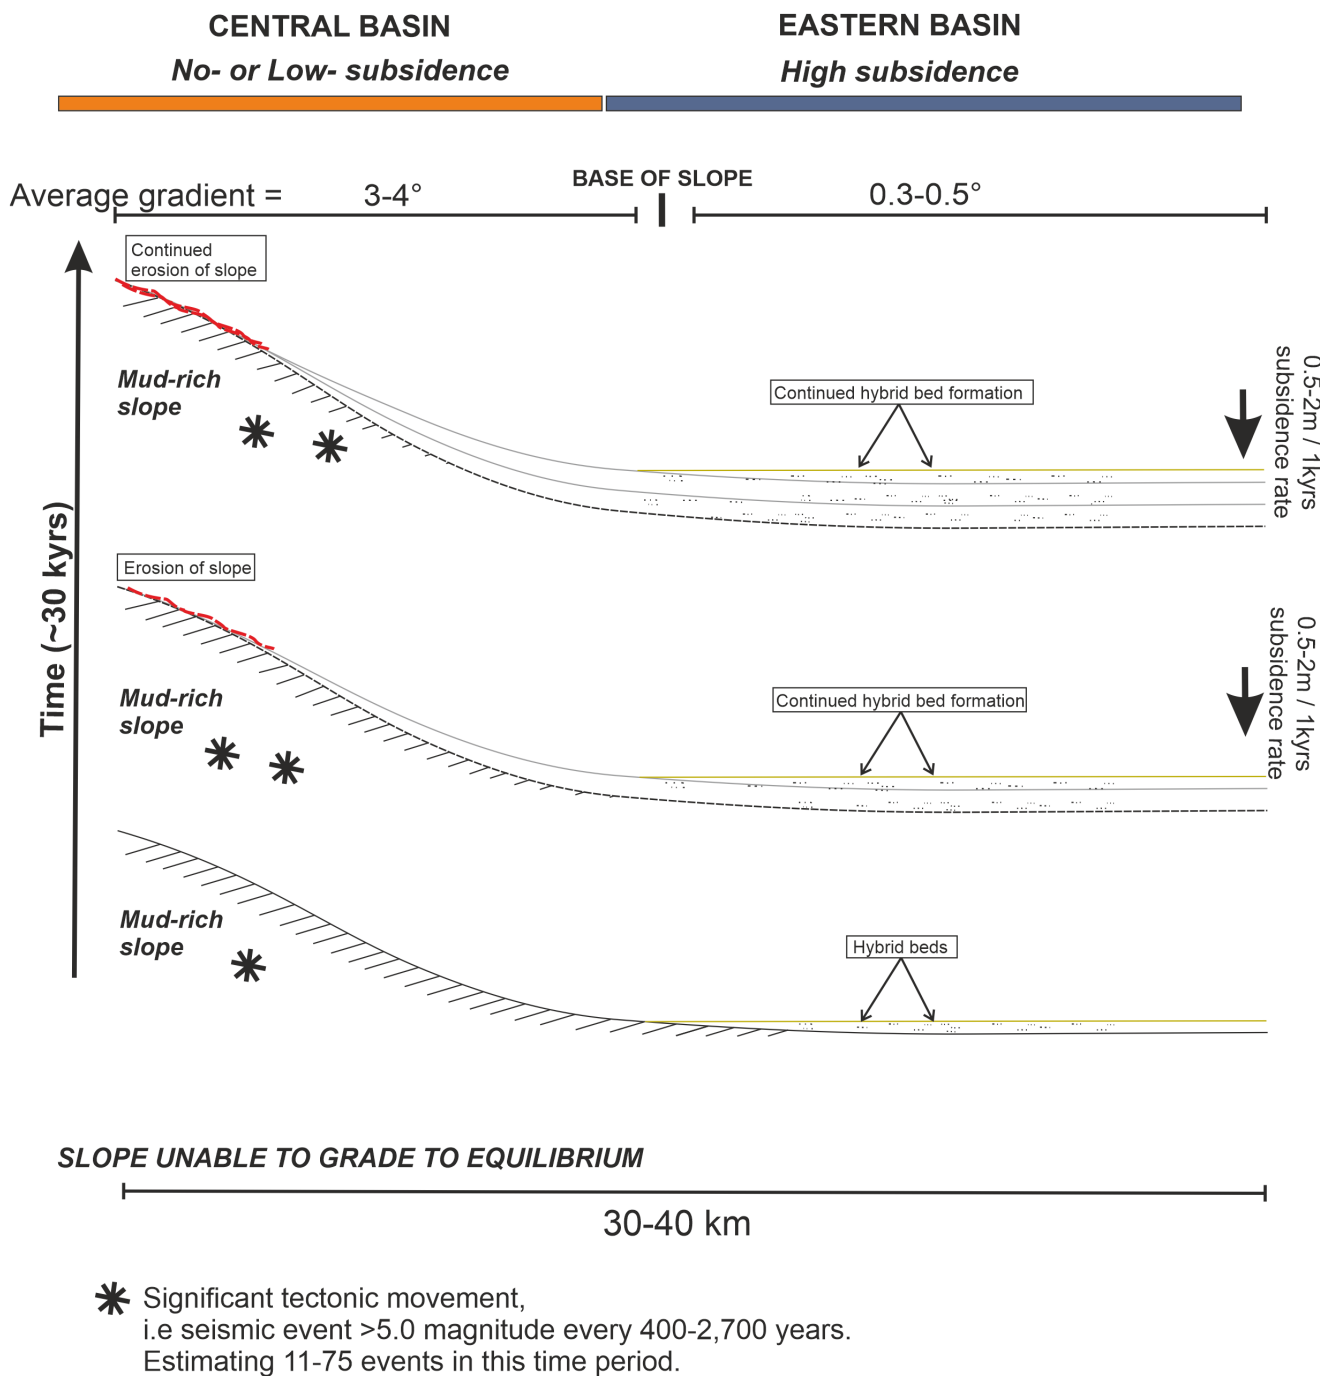 CENTRAL BASIN
No- or Low- subsidence
EASTERN BASIN
High subsidence
BASE OF SLOPE
Average gradient =
3-4°
0.3-0.5°
Continued
erosion of slope
Mud-rich
slope
Continued hybrid bed formation
0.5-2m / 1kyrs
subsidence rate
Time (~30 kyrs)
Erosion of slope
Mud-rich
slope
Continued hybrid bed formation
0.5-2m / 1kyrs
subsidence rate
Mud-rich
slope
Hybrid beds
SLOPE UNABLE TO GRADE TO EQUILIBRIUM
30-40 km
Significant tectonic movement,
i.e seismic event >5.0 magnitude every 400-2,700 years.
Estimating 11-75 events in this time period.